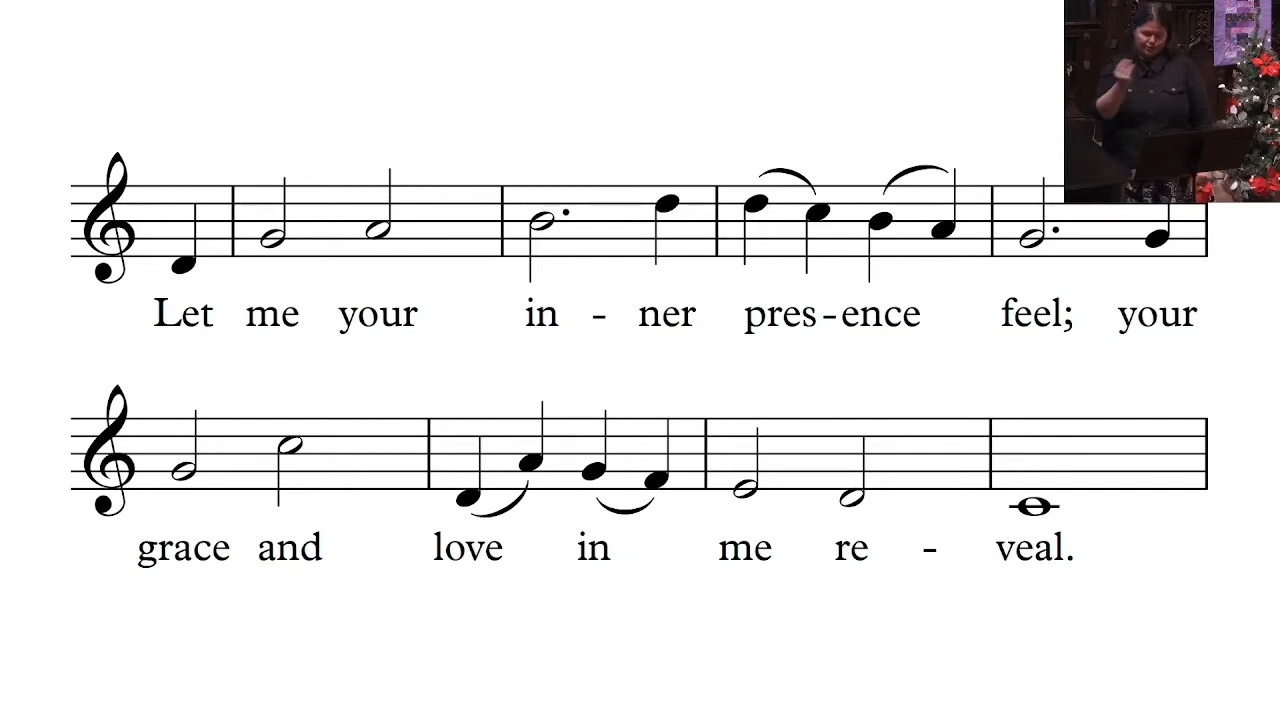 Let me your in - ner pres - ence feel; your
grace and love in me re - veal.